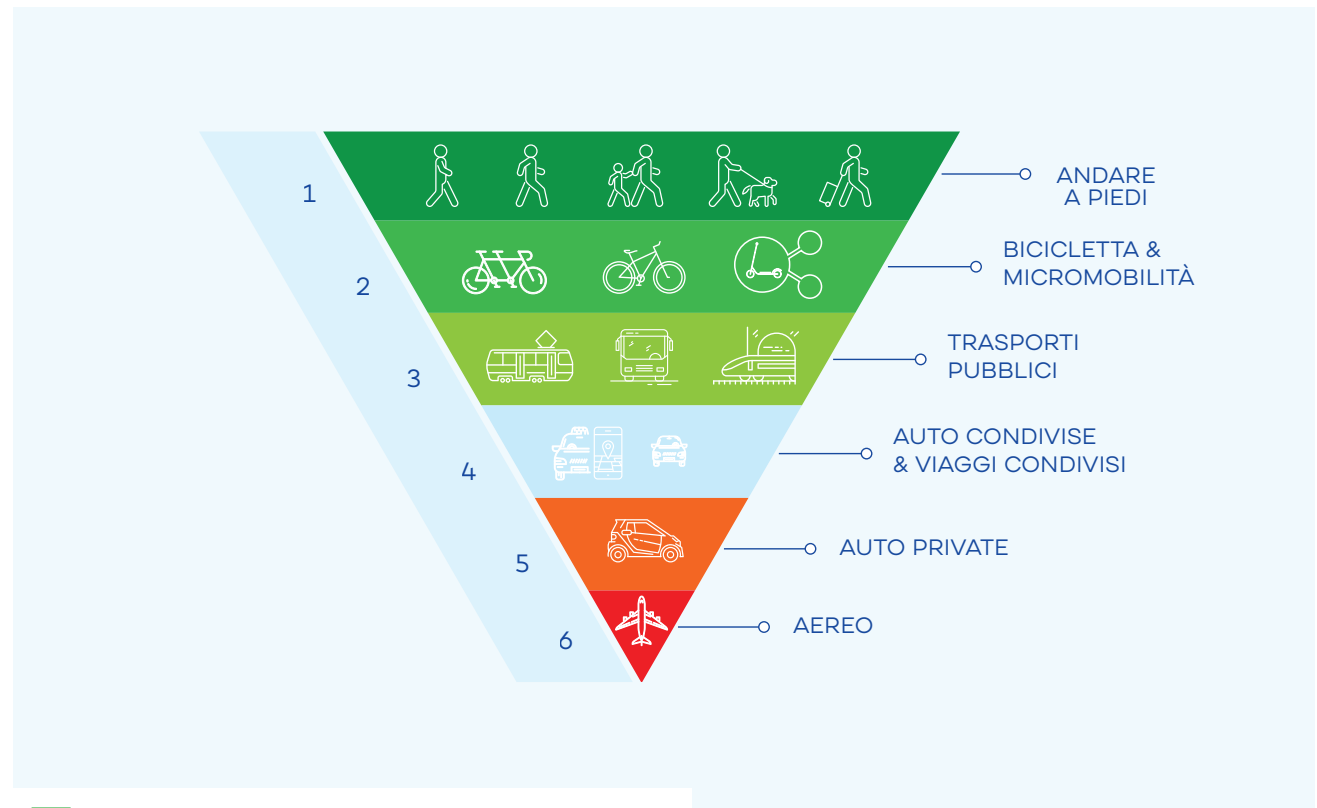 1
ANDARE
A PIEDI
2
BICICLETTA &
MICROMOBILITÀ
3
TRASPORTI
PUBBLICI
4
AUTO CONDIVISE
& VIAGGI CONDIVISI
5
AUTO PRIVATE
6
AEREO